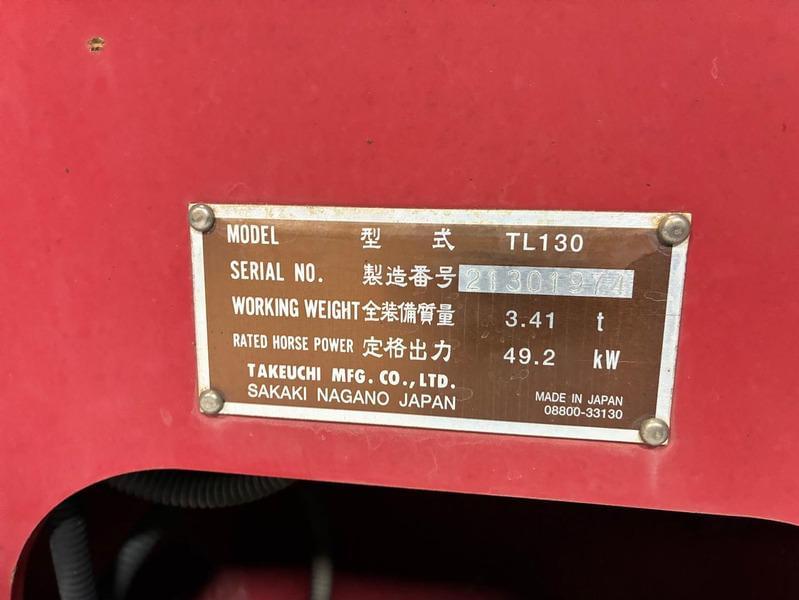 MODEL 型 式 TL130
SERIAL NO. 製造番号 21301974
WORKING WEIGHT 全装備質量 3.41 t
RATED HORSE POWER 定格出力 49.2 kW
TAKEUCHI MFG. CO., LTD.
SAKAKI NAGANO JAPAN
MADE IN JAPAN
08800-33130